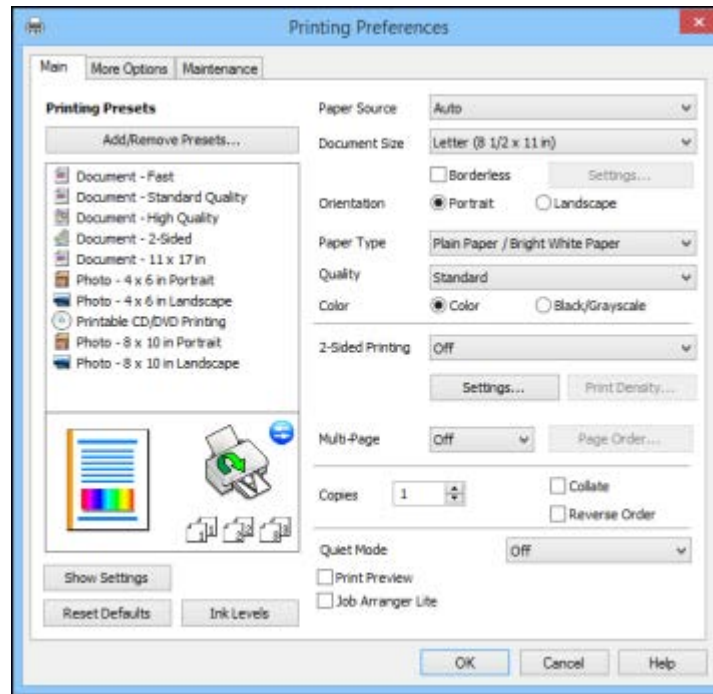 Printing Preferences
Main
More Options
Maintenance
Printing Presets
Add/Remove Presets...
Document - Fast
Document - Standard Quality
Document - High Quality
Document - 2-Sided
Document - 11 x 17 in
Photo - 4 x 6 in Portrait
Photo - 4 x 6 in Landscape
Printable CD/DVD Printing
Photo - 8 x 10 in Portrait
Photo - 8 x 10 in Landscape
Show Settings
Reset Defaults
Ink Levels
Paper Source
Auto
Document Size
Letter (8 1/2 x 11 in)
Borderless
Settings...
Orientation
Portrait
Landscape
Paper Type
Plain Paper / Bright White Paper
Quality
Standard
Color
Color
Black/Grayscale
2-Sided Printing
Off
Settings...
Print Density...
Multi-Page
Off
Page Order...
Copies
1
Collate
Reverse Order
Quiet Mode
Off
Print Preview
Job Arranger Lite
OK
Cancel
Help